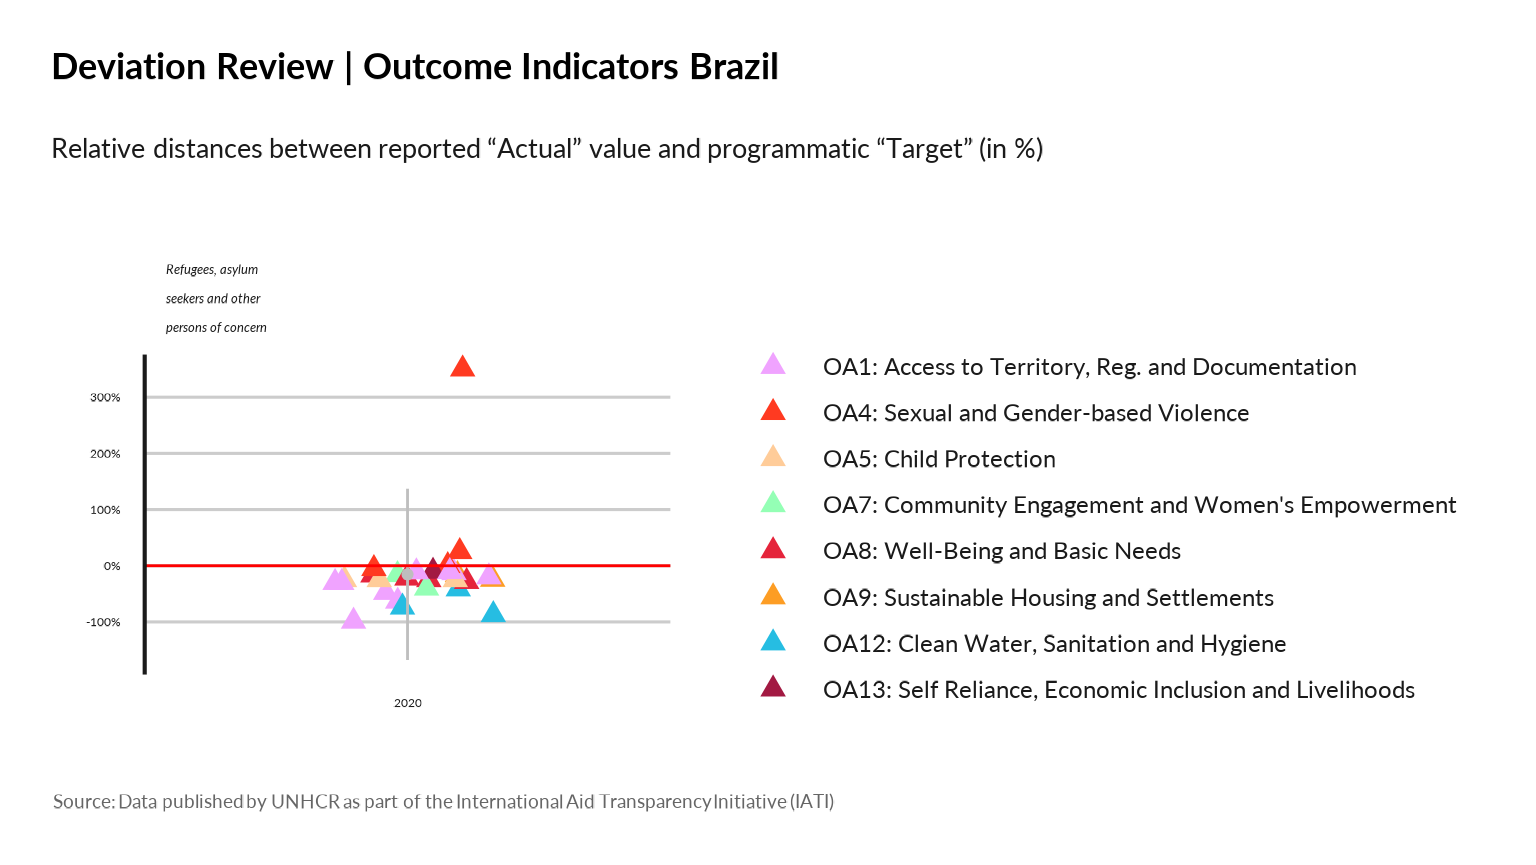 Deviation Review | Outcome Indicators Brazil
Relative distances between reported “Actual” value and programmatic “Target” (in %)
Refugees, asylum
seekers and other
persons of concern
300%
200%
100%
0%
-100%
2020
OA1: Access to Territory, Reg. and Documentation
OA4: Sexual and Gender-based Violence
OA5: Child Protection
OA7: Community Engagement and Women's Empowerment
OA8: Well-Being and Basic Needs
OA9: Sustainable Housing and Settlements
OA12: Clean Water, Sanitation and Hygiene
OA13: Self Reliance, Economic Inclusion and Livelihoods
Source: Data published by UNHCR as part of the International Aid Transparency Initiative (IATI)